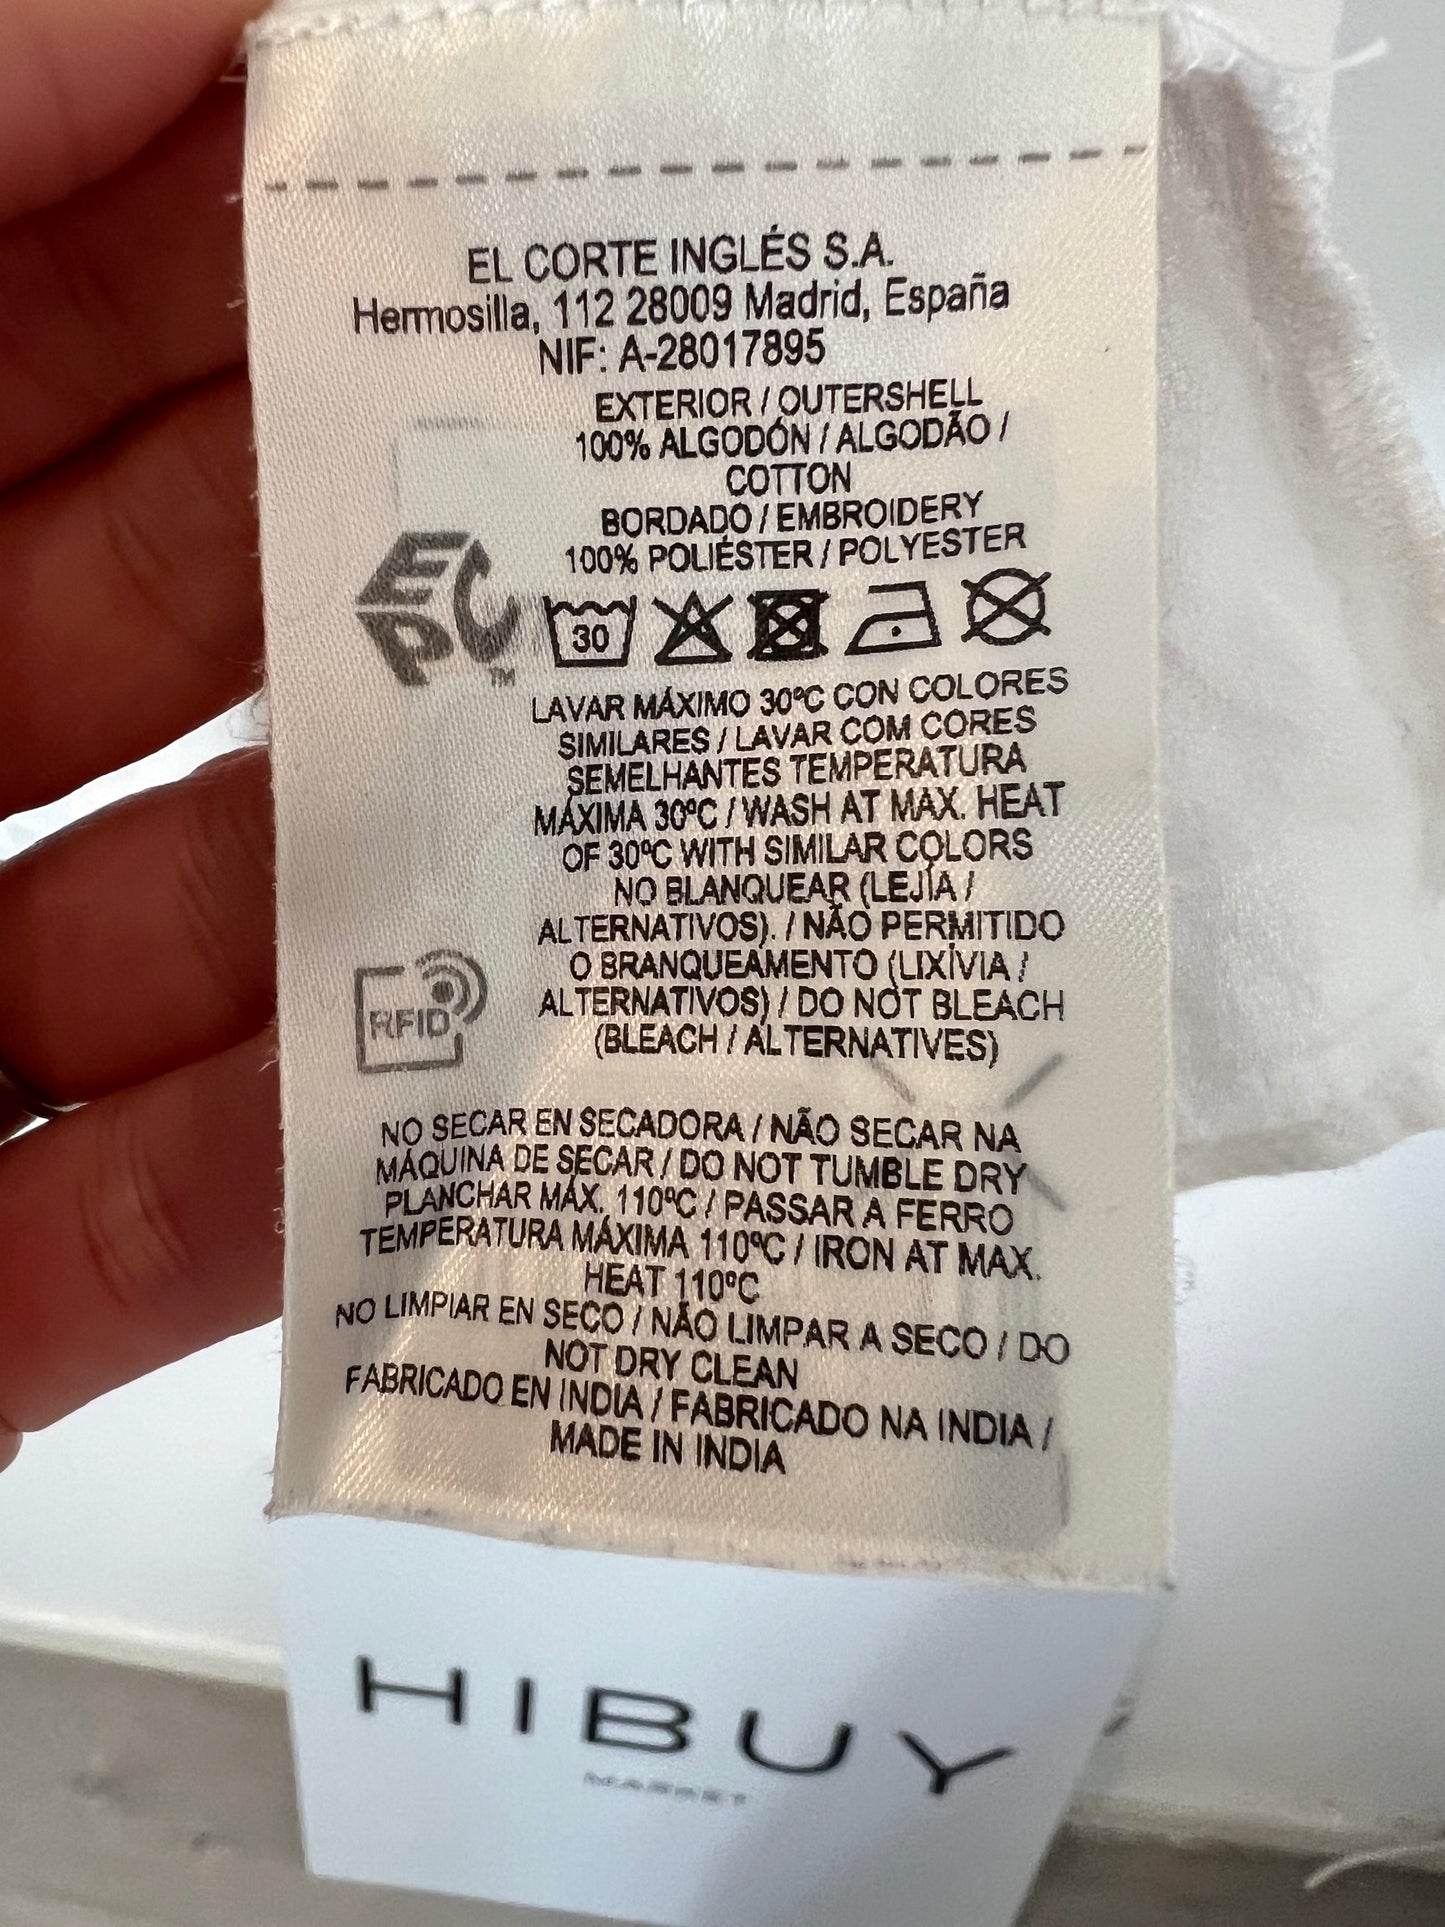 EL CORTE INGLÉS S.A.
Hermosilla, 112 28009 Madrid, España
NIF: A-28017895
EXTERIOR / OUTERSHELL
100% ALGODÓN / ALGODÃO /
COTTON
BORDADO / EMBROIDERY
100% POLIÉSTER / POLYESTER
EPC™
30
LAVAR MÁXIMO 30ºC CON COLORES
SIMILARES / LAVAR COM CORES
SEMELHANTES TEMPERATURA
MÁXIMA 30ºC / WASH AT MAX. HEAT
OF 30ºC WITH SIMILAR COLORS
NO BLANQUEAR (LEJÍA /
ALTERNATIVOS). / NÃO PERMITIDO
O BRANQUEAMENTO (LIXÍVIA /
ALTERNATIVOS) / DO NOT BLEACH
(BLEACH / ALTERNATIVES)
RFID
NO SECAR EN SECADORA / NÃO SECAR NA
MÁQUINA DE SECAR / DO NOT TUMBLE DRY
PLANCHAR MÁX. 110ºC / PASSAR A FERRO
TEMPERATURA MÁXIMA 110ºC / IRON AT MAX.
HEAT 110ºC
NO LIMPIAR EN SECO / NÃO LIMPAR A SECO / DO
NOT DRY CLEAN
FABRICADO EN INDIA / FABRICADO NA INDIA /
MADE IN INDIA
HIBUY
MARKET